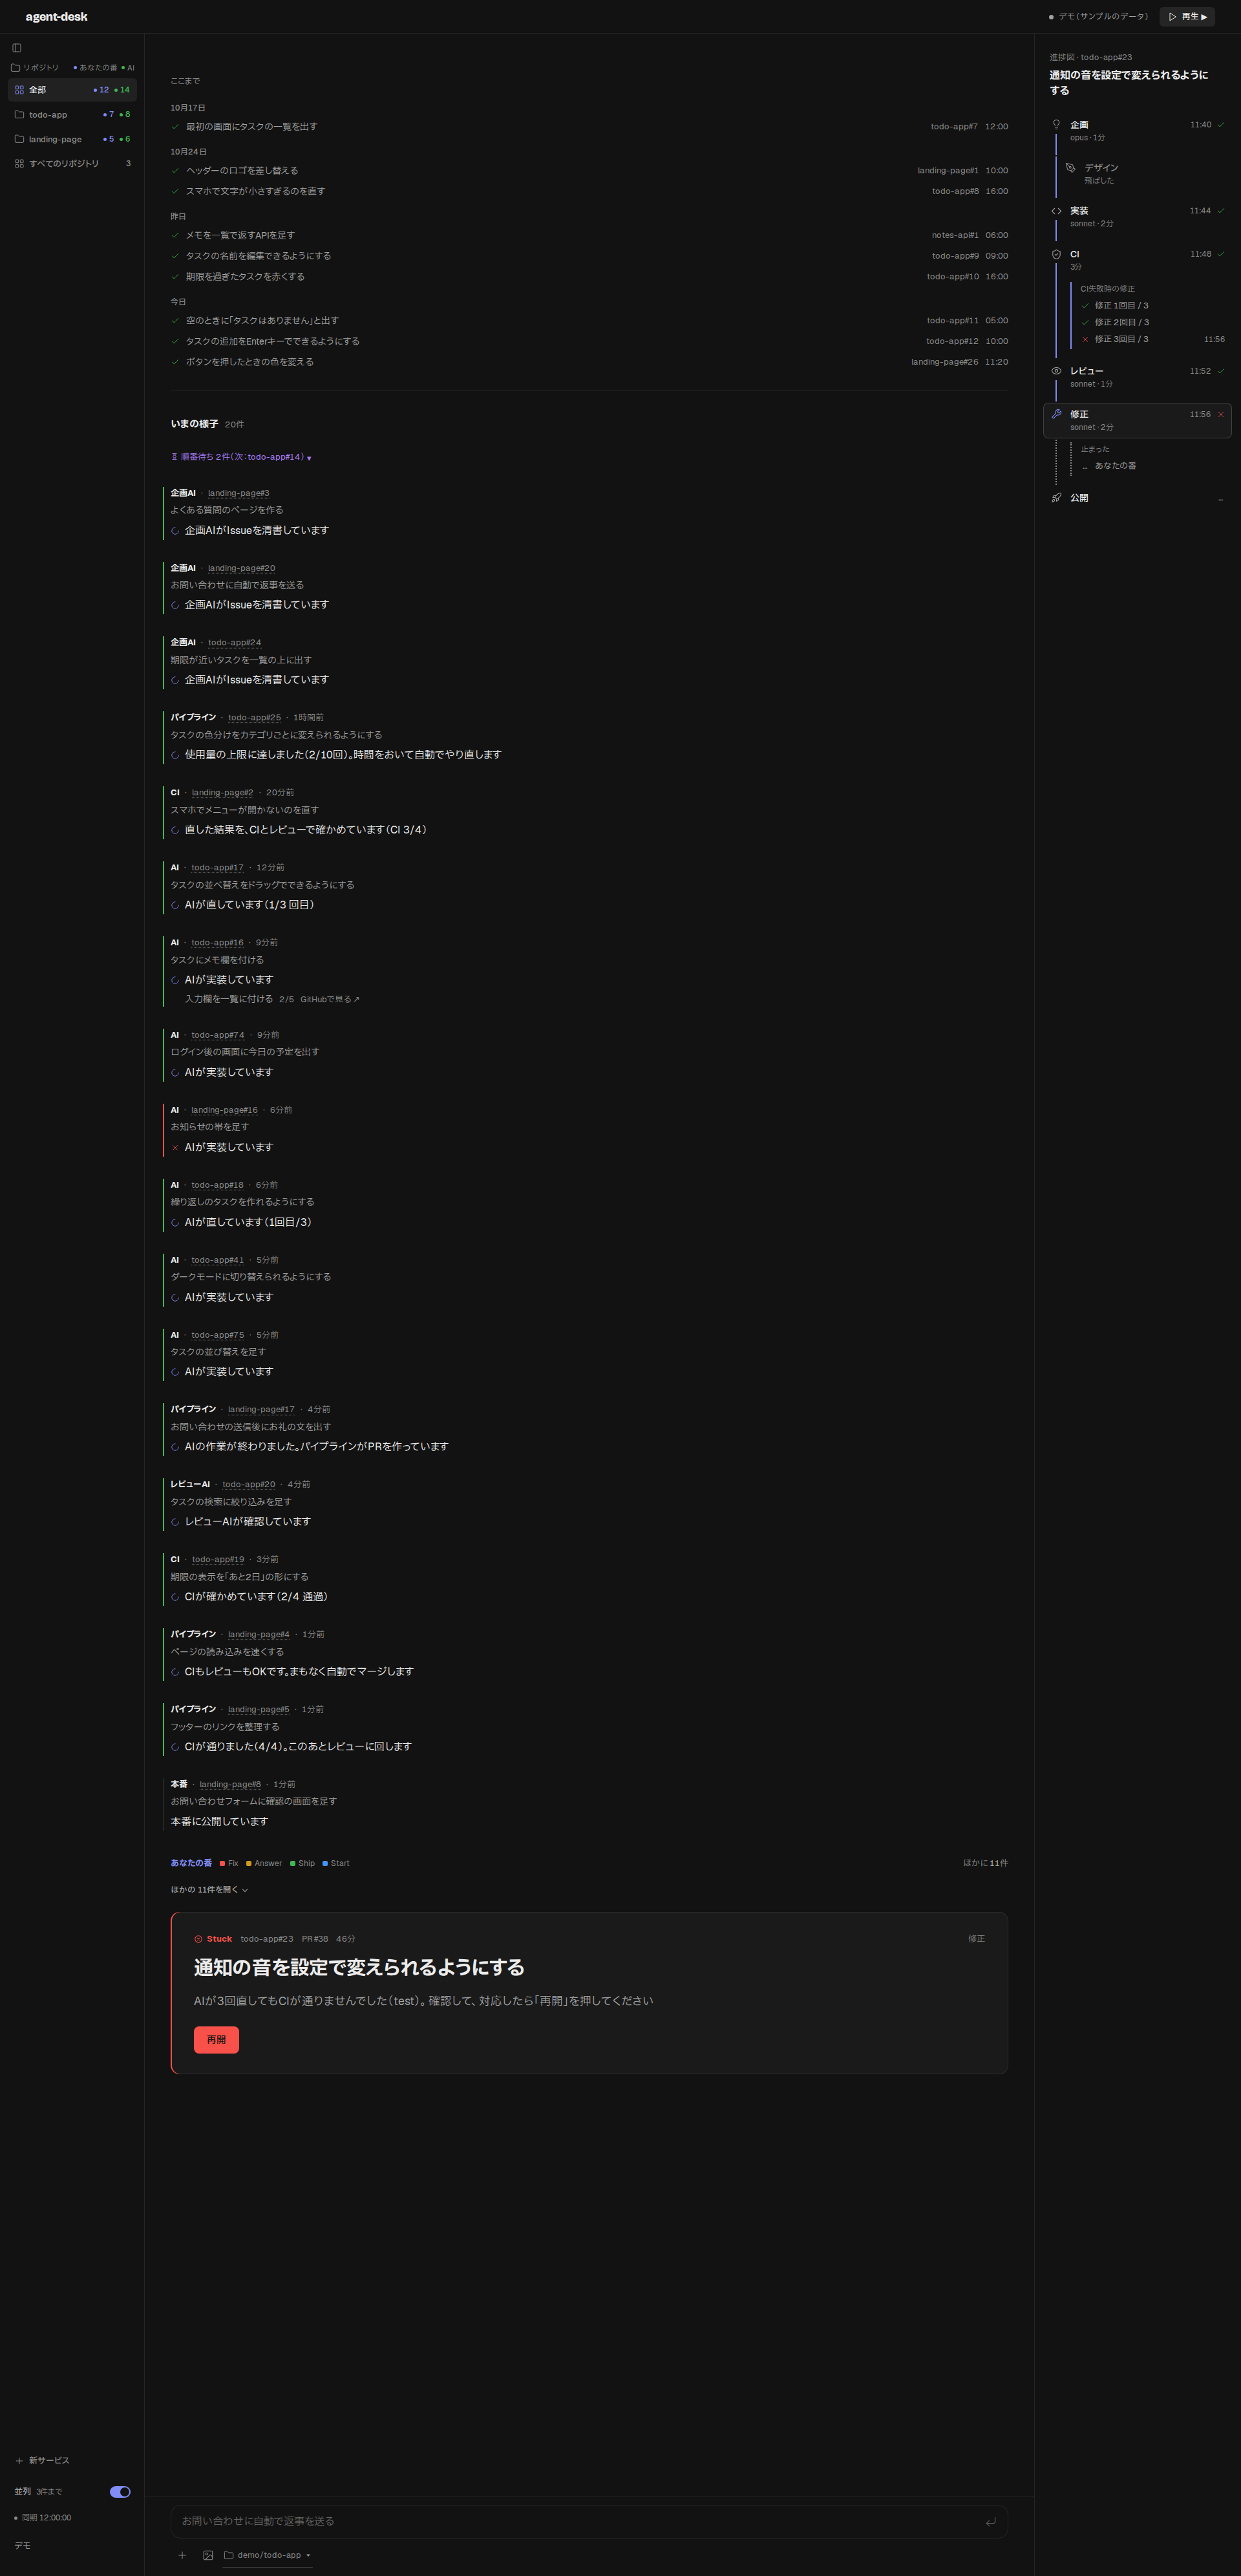 agent-desk
デモ（サンプルのデータ）
再生 ▶
リポジトリ
あなたの番 AI
全部 12 14
todo-app 7 8
landing-page 5 6
すべてのリポジトリ 3
ここまで
10月17日
最初の画面にタスクの一覧を出す todo-app#7 12:00
10月24日
ヘッダーのロゴを差し替える landing-page#1 10:00
スマホで文字が小さすぎるのを直す todo-app#8 16:00
昨日
メモを一覧で返すAPIを足す notes-api#1 06:00
タスクの名前を編集できるようにする todo-app#9 09:00
期限を過ぎたタスクを赤くする todo-app#10 16:00
今日
空のときに「タスクはありません」と出す todo-app#11 05:00
タスクの追加をEnterキーでできるようにする todo-app#12 10:00
ボタンを押したときの色を変える landing-page#26 11:20
いまの様子 20件
順番待ち 2件（次：todo-app#14） ▾
企画AI · landing-page#3
よくある質問のページを作る
企画AIがIssueを清書しています
企画AI · landing-page#20
お問い合わせに自動で返事を送る
企画AIがIssueを清書しています
企画AI · todo-app#24
期限が近いタスクを一覧の上に出す
企画AIがIssueを清書しています
パイプライン · todo-app#25 · 1時間前
タスクの色分けをカテゴリごとに変えられるようにする
使用量の上限に達しました（2/10回）。時間をおいて自動でやり直します
CI · landing-page#2 · 20分前
スマホでメニューが開かないのを直す
直した結果を、CIとレビューで確かめています（CI 3/4）
AI · todo-app#17 · 12分前
タスクの並べ替えをドラッグでできるようにする
AIが直しています（1/3 回目）
AI · todo-app#16 · 9分前
タスクにメモ欄を付ける
AIが実装しています
入力欄を一覧に付ける 2/5 GitHubで見る ↗
AI · todo-app#74 · 9分前
ログイン後の画面に今日の予定を出す
AIが実装しています
AI · landing-page#16 · 6分前
お知らせの帯を足す
AIが実装しています
AI · todo-app#18 · 6分前
繰り返しのタスクを作れるようにする
AIが直しています（1回目/3）
AI · todo-app#41 · 5分前
ダークモードに切り替えられるようにする
AIが実装しています
AI · todo-app#75 · 5分前
タスクの並び替えを足す
AIが実装しています
パイプライン · landing-page#17 · 4分前
お問い合わせの送信後にお礼の文を出す
AIの作業が終わりました。パイプラインがPRを作っています
レビューAI · todo-app#20 · 4分前
タスクの検索に絞り込みを足す
レビューAIが確認しています
CI · todo-app#19 · 3分前
期限の表示を「あと2日」の形にする
CIが確かめています（2/4 通過）
パイプライン · landing-page#4 · 1分前
ページの読み込みを速くする
CIもレビューもOKです。まもなく自動でマージします
パイプライン · landing-page#5 · 1分前
フッターのリンクを整理する
CIが通りました（4/4）。このあとレビューに回します
本番 · landing-page#8 · 1分前
お問い合わせフォームに確認の画面を足す
本番に公開しています
あなたの番 Fix Answer Ship Start ほかに 11件
ほかの 11件を開く
Stuck todo-app#23 PR #38 46分 修正
通知の音を設定で変えられるようにする
AIが3回直してもCIが通りませんでした（test）。確認して、対応したら「再開」を押してください
再開
お問い合わせに自動で返事を送る
demo/todo-app
新サービス
並列 3件まで
同期 12:00:00
デモ
進捗図 · todo-app#23
通知の音を設定で変えられるように
する
企画 11:40
opus · 1分
デザイン
飛ばした
実装 11:44
sonnet · 2分
CI 11:48
3分
CI失敗時の修正
修正 1回目 / 3
修正 2回目 / 3
修正 3回目 / 3 11:56
レビュー 11:52
sonnet · 1分
修正 11:56
sonnet · 2分
止まった
… あなたの番
公開 …